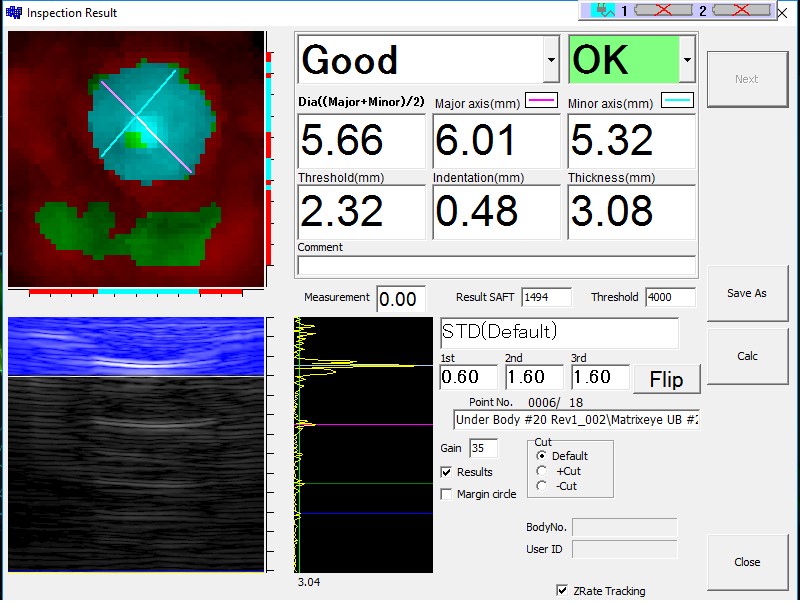 Inspection Result
1 2
Good OK
Next
Dia((Major+Minor)/2) Major axis(mm) Minor axis(mm)
5.66 6.01 5.32
Threshold(mm) Indentation(mm) Thickness(mm)
2.32 0.48 3.08
Comment
Measurement 0.00 Result SAFT 1494 Threshold 4000
Save As
STD(Default)
Calc
1st 2nd 3rd
0.60 1.60 1.60 Flip
Point No. 0006/ 18
Under Body #20 Rev1_002\Matrixeye UB #2
Gain 35
Cut
Default
+Cut
-Cut
Results
Margin circle
BodyNo.
User ID
Close
3.04
ZRate Tracking